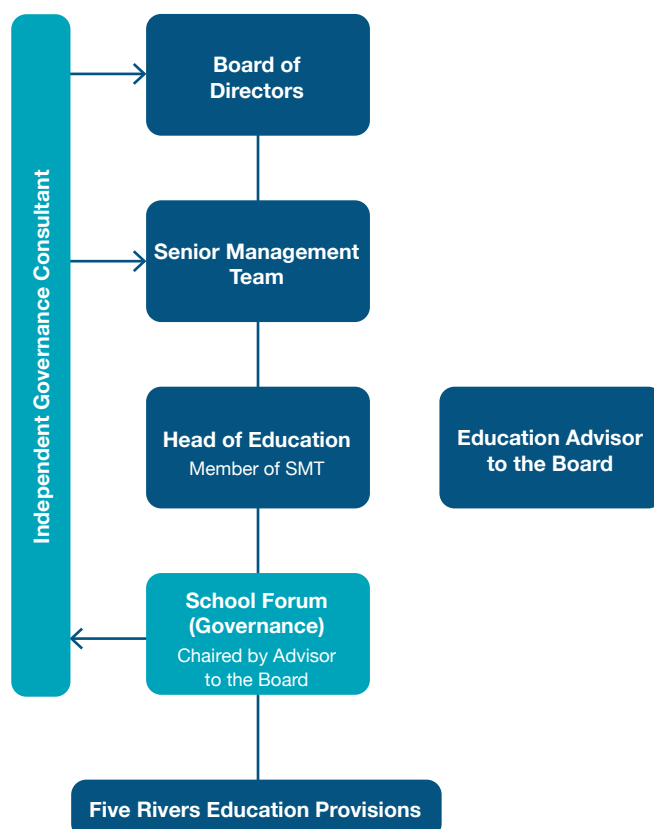 Independent Governance Consultant
Board of
Directors
Senior Management
Team
Head of Education
Member of SMT
Education Advisor
to the Board
School Forum
(Governance)
Chaired by Advisor
to the Board
Five Rivers Education Provisions